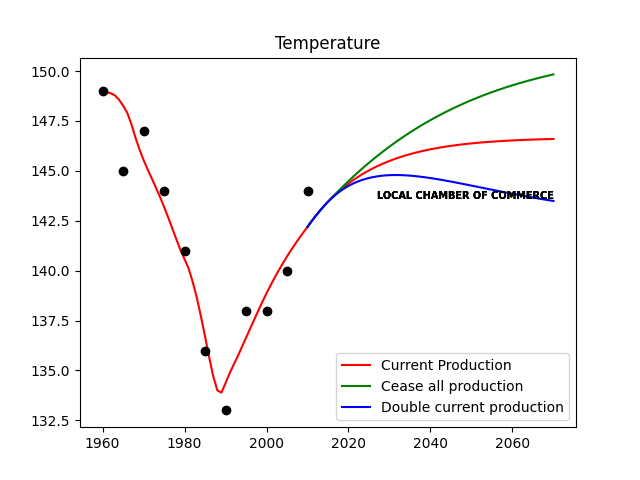 Temperature
150.0
147.5
145.0
142.5
140.0
137.5
135.0
132.5
LOCAL CHAMBER OF COMMERCE
Current Production
Cease all production
Double current production
1960 1980 2000 2020 2040 2060